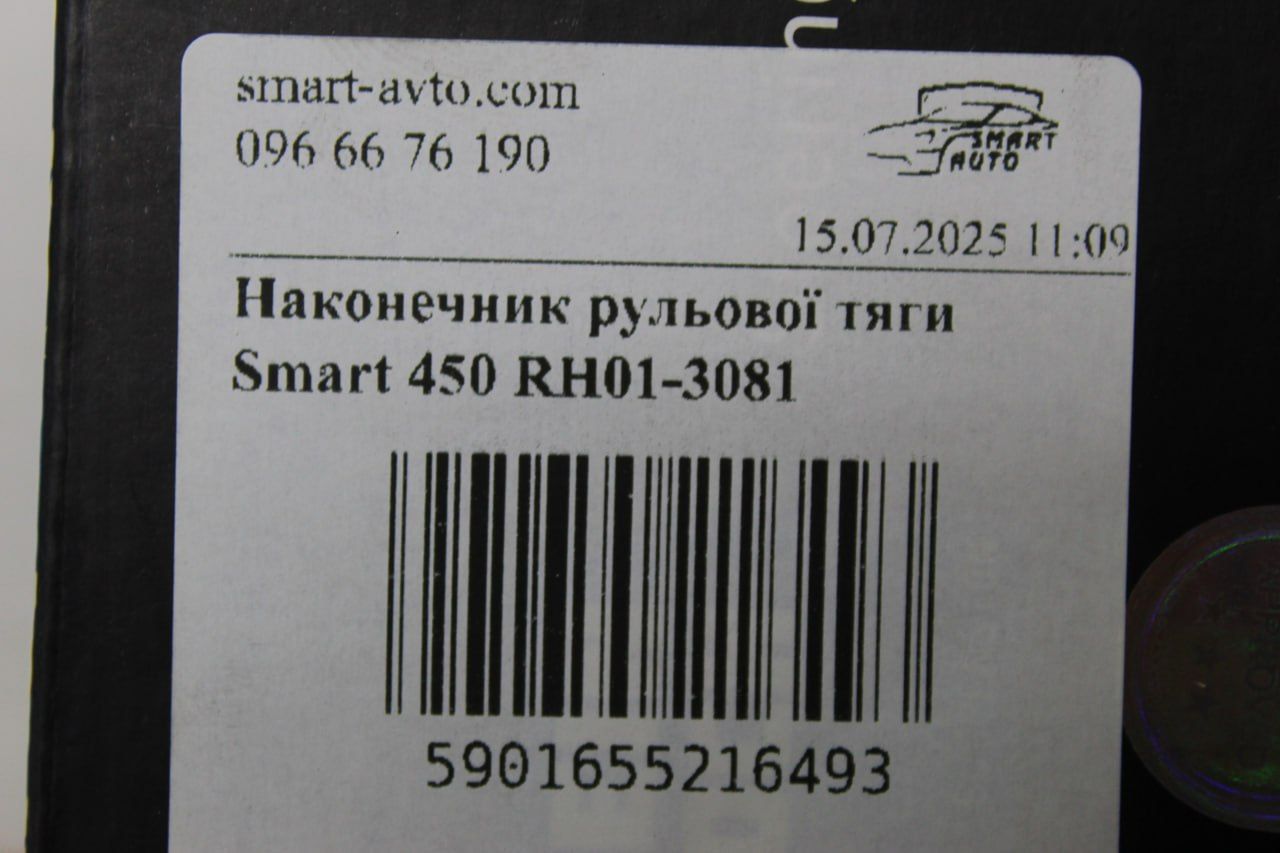 smart-avto.com
096 66 76 190
SMART
AUTO
15.07.2025 11:09
Наконечник рульової тяги
Smart 450 RH01-3081
5901655216493